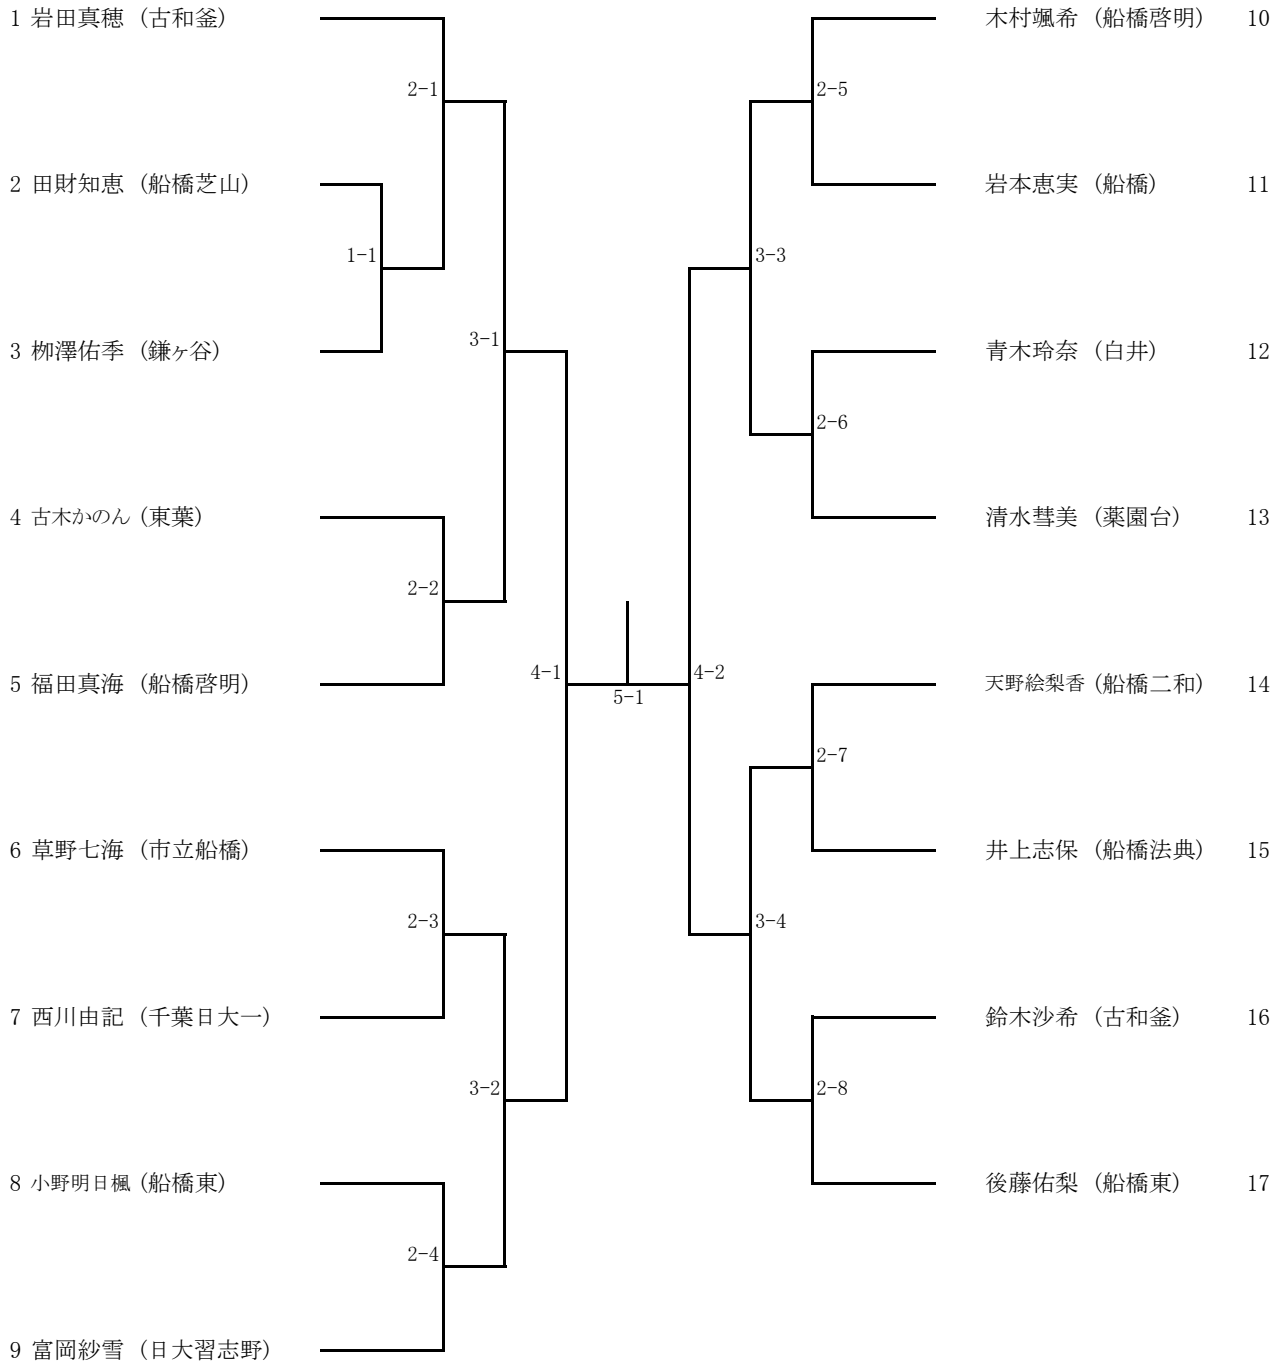 1 岩田真穂 (古和釜)
木村颯希 (船橋啓明) 10
2-1
2-5
2 田財知恵 (船橋芝山)
岩本恵実 (船橋) 11
1-1
3-3
3 栁澤佑季 (鎌ヶ谷)
3-1
青木玲奈 (白井) 12
2-6
4 古木かのん (東葉)
清水彗美 (薬園台) 13
2-2
5 福田真海 (船橋啓明)
4-1
4-2
5-1
天野絵梨香 (船橋二和) 14
2-7
6 草野七海 (市立船橋)
井上志保 (船橋法典) 15
2-3
3-4
7 西川由記 (千葉日大一)
鈴木沙希 (古和釜) 16
3-2
2-8
8 小野明日楓 (船橋東)
後藤佑梨 (船橋東) 17
2-4
9 富岡紗雪 (日大習志野)